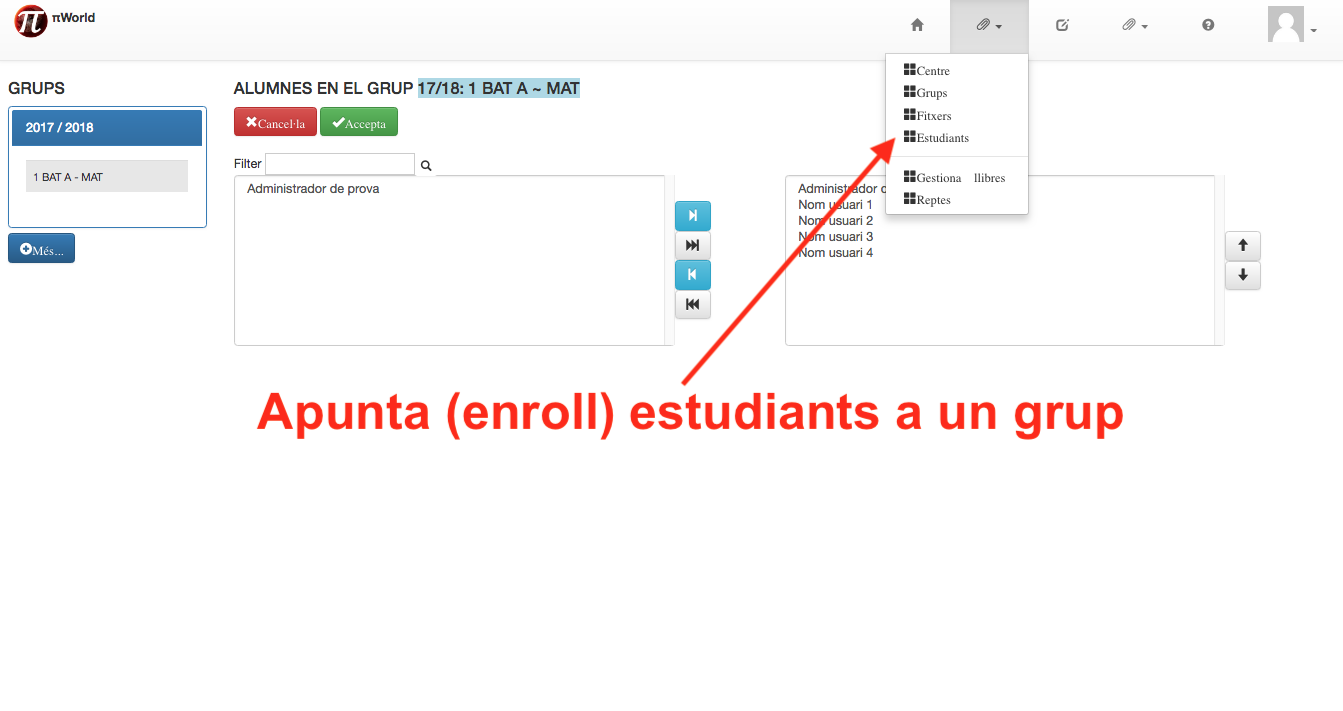 πWorld
Centre
Grups
Fitxers
Estudiants
Gestiona llibres
Reptes
GRUPS
2017 / 2018
1 BAT A - MAT
Més...
ALUMNES EN EL GRUP 17/18: 1 BAT A ~ MAT
Cancel·la
Accepta
Filter
Administrador de prova
Administrador
Nom usuari 1
Nom usuari 2
Nom usuari 3
Nom usuari 4
Apunta (enroll) estudiants a un grup